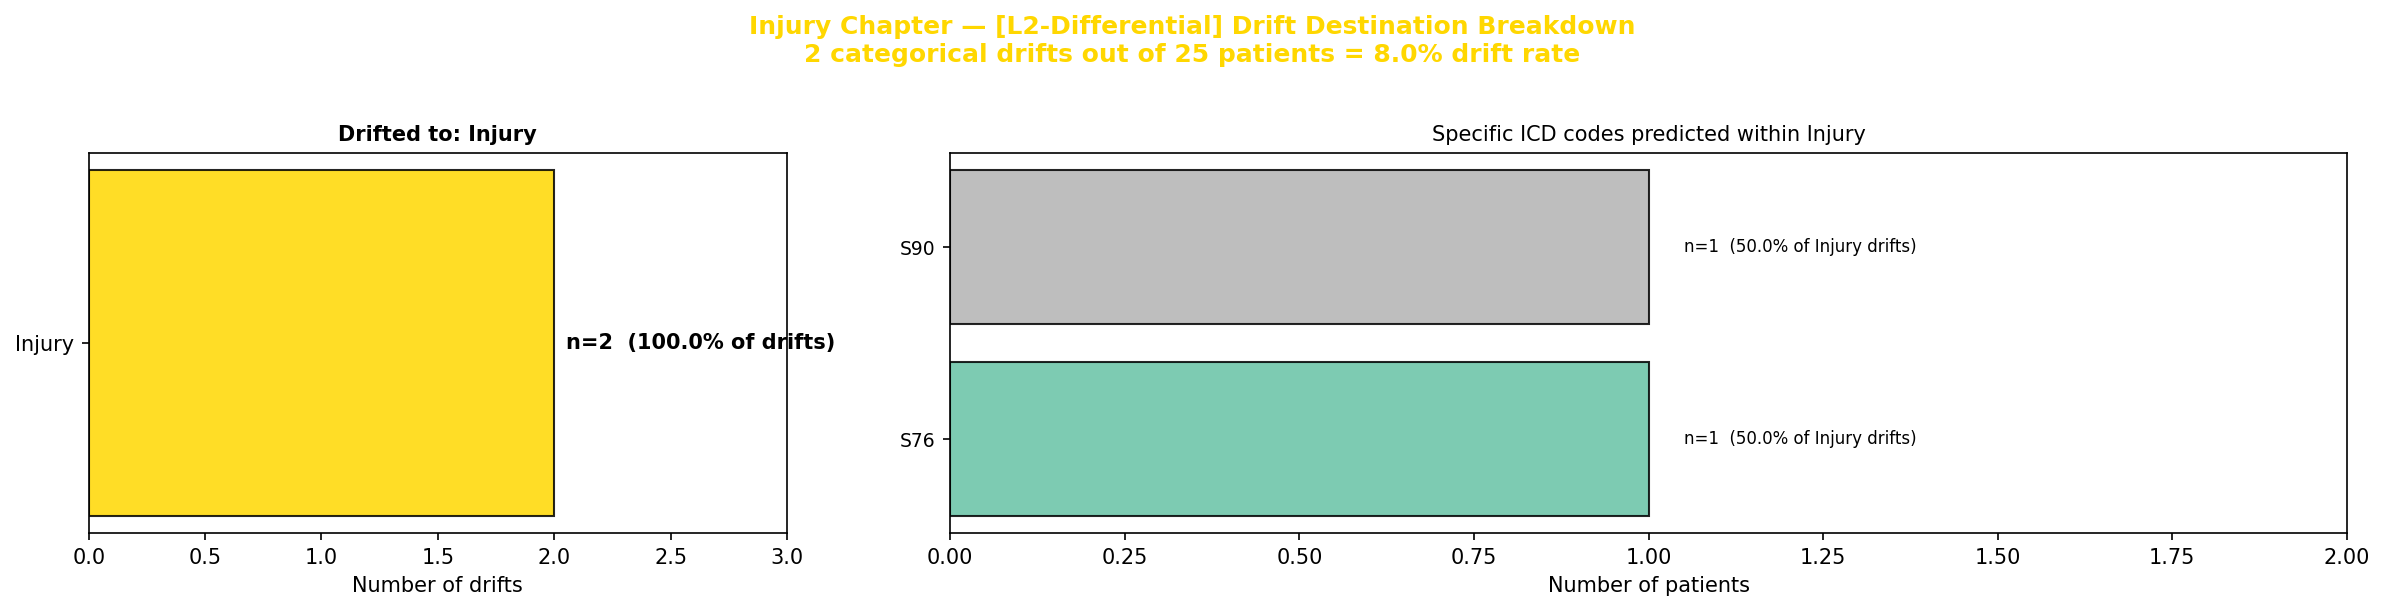 Injury Chapter — [L2-Differential] Drift Destination Breakdown
2 categorical drifts out of 25 patients = 8.0% drift rate
Drifted to: Injury
Injury
n=2  (100.0% of drifts)
0.0 0.5 1.0 1.5 2.0 2.5 3.0
Number of drifts
Specific ICD codes predicted within Injury
S90
n=1  (50.0% of Injury drifts)
S76
n=1  (50.0% of Injury drifts)
0.00 0.25 0.50 0.75 1.00 1.25 1.50 1.75 2.00
Number of patients